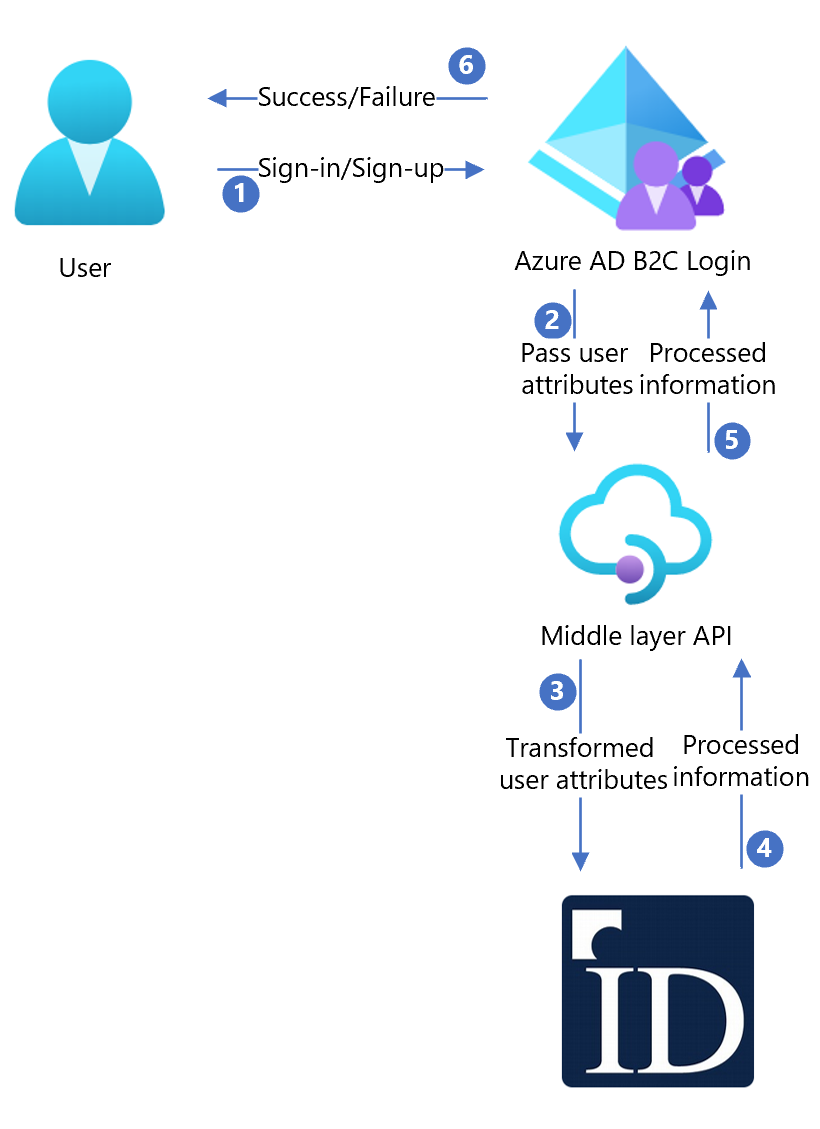 6
Success/Failure
Sign-in/Sign-up
1
User
Azure AD B2C Login
2
Pass user
attributes
Processed
information
5
Middle layer API
3
Transformed
user attributes
Processed
information
4
ID